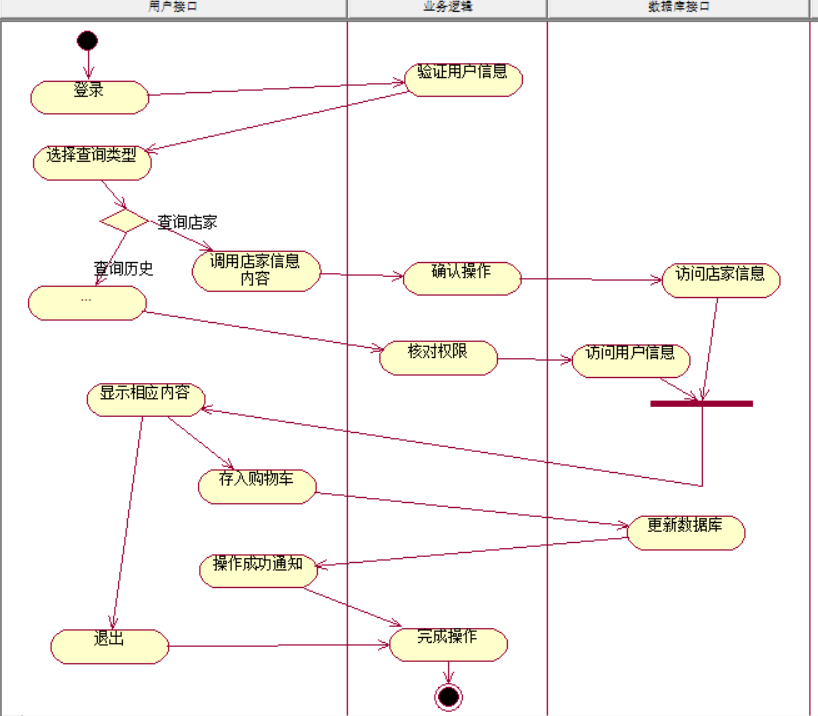 用户接口
业务逻辑
数据库接口
登录
验证用户信息
选择查询类型
查询店家
调用店家信息
内容
确认操作
访问店家信息
查询历史
...
核对权限
访问用户信息
显示相应内容
存入购物车
更新数据库
操作成功通知
退出
完成操作